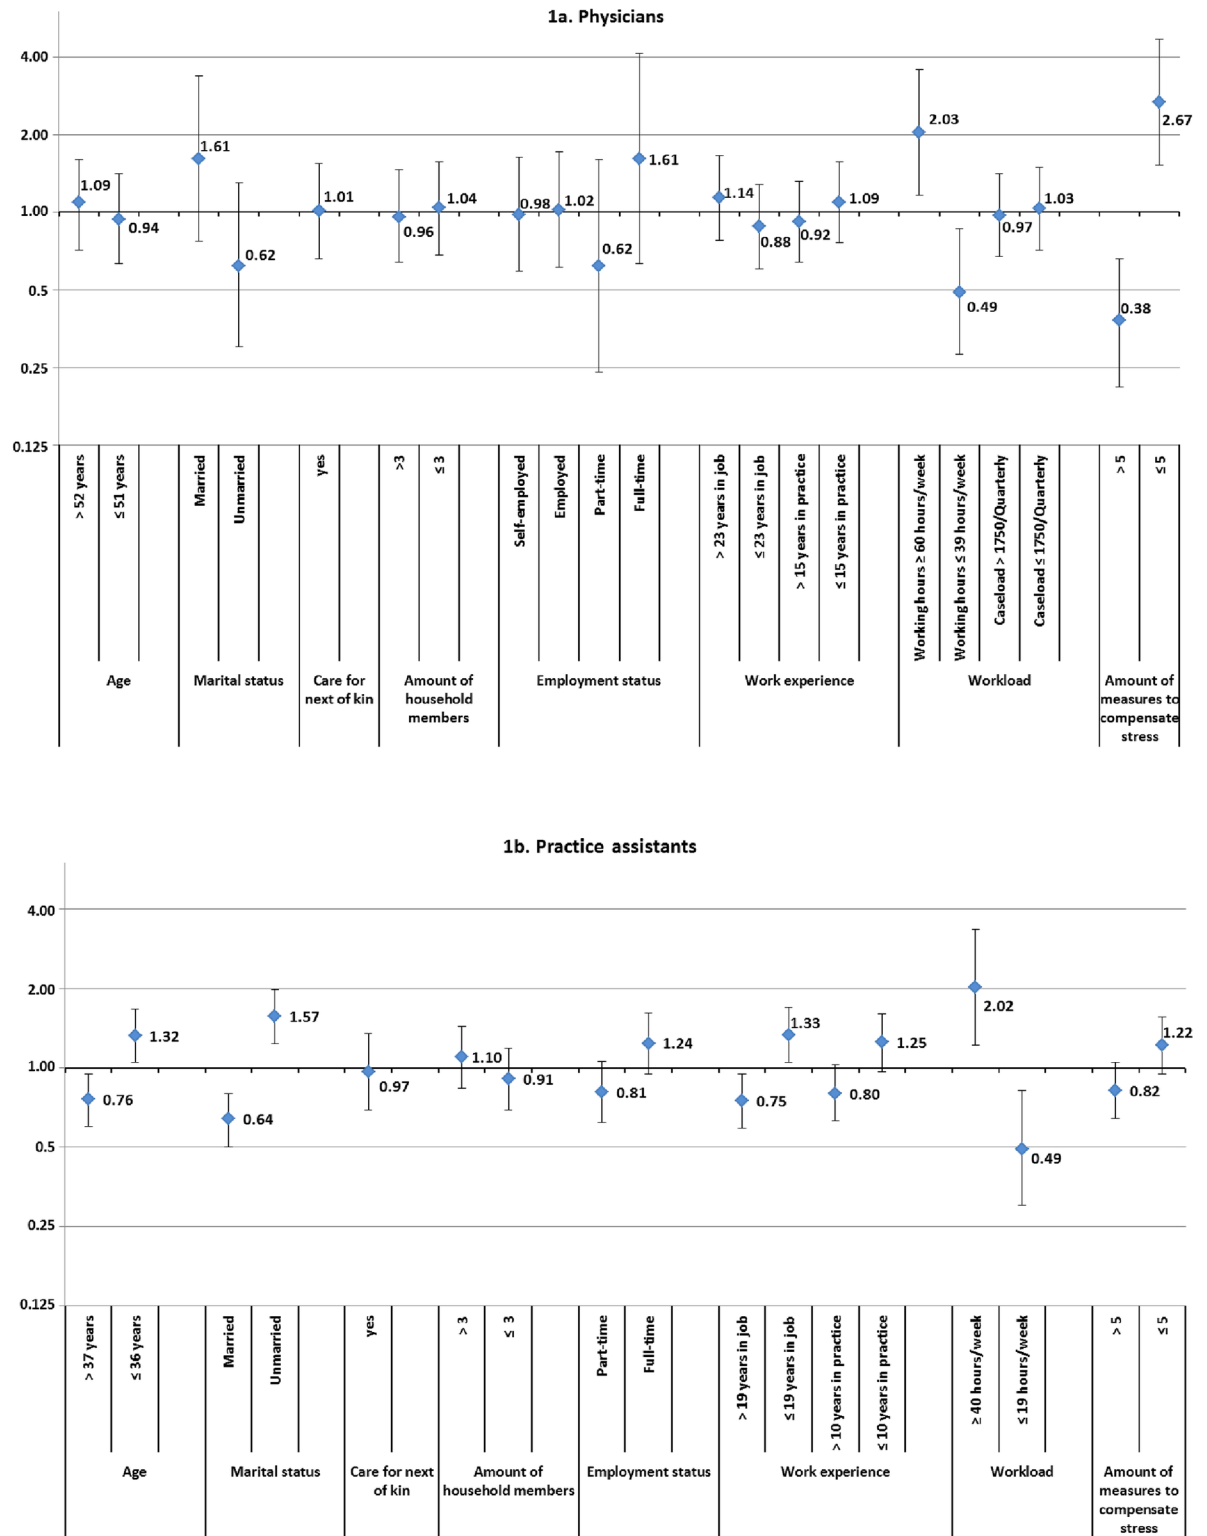 1a. Physicians
4.00
2.00
1.00
0.5
0.25
0.125
1.09
0.94
1.61
0.62
1.01
0.96
1.04
0.98
1.02
0.62
1.61
1.14
0.88
0.92
1.09
2.03
0.49
0.97
1.03
0.38
2.67
> 52 years
≤ 51 years
Married
Unmarried
yes
>3
≤ 3
Self-employed
Employed
Part-time
Full-time
> 23 years in job
≤ 23 years in job
> 15 years in practice
≤ 15 years in practice
Working hours ≥ 60 hours/week
Working hours ≤ 39 hours/week
Caseload > 1750/Quarterly
Caseload ≤ 1750/Quarterly
> 5
≤ 5
Age
Marital status
Care for
next of kin
Amount of
household
members
Employment status
Work experience
Workload
Amount of
measures to
compensate
stress
1b. Practice assistants
4.00
2.00
1.00
0.5
0.25
0.125
0.76
1.32
0.64
1.57
0.97
1.10
0.91
0.81
1.24
0.75
1.33
0.80
1.25
2.02
0.49
0.82
1.22
> 37 years
≤ 36 years
Married
Unmarried
yes
> 3
≤ 3
Part-time
Full-time
> 19 years in job
≤ 19 years in job
> 10 years in practice
≤ 10 years in practice
≥ 40 hours/week
≤ 19 hours/week
> 5
≤ 5
Age
Marital status
Care for next
of kin
Amount of
household members
Employment status
Work experience
Workload
Amount of
measures to
compensate
stress